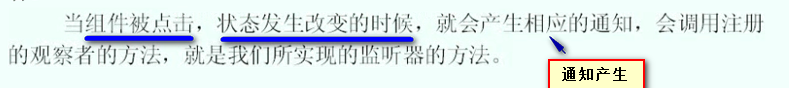 当组件被点击，状态发生改变的时候，就会产生相应的通知，会调用注册
的观察者的方法，就是我们所实现的监听器的方法。
通知产生